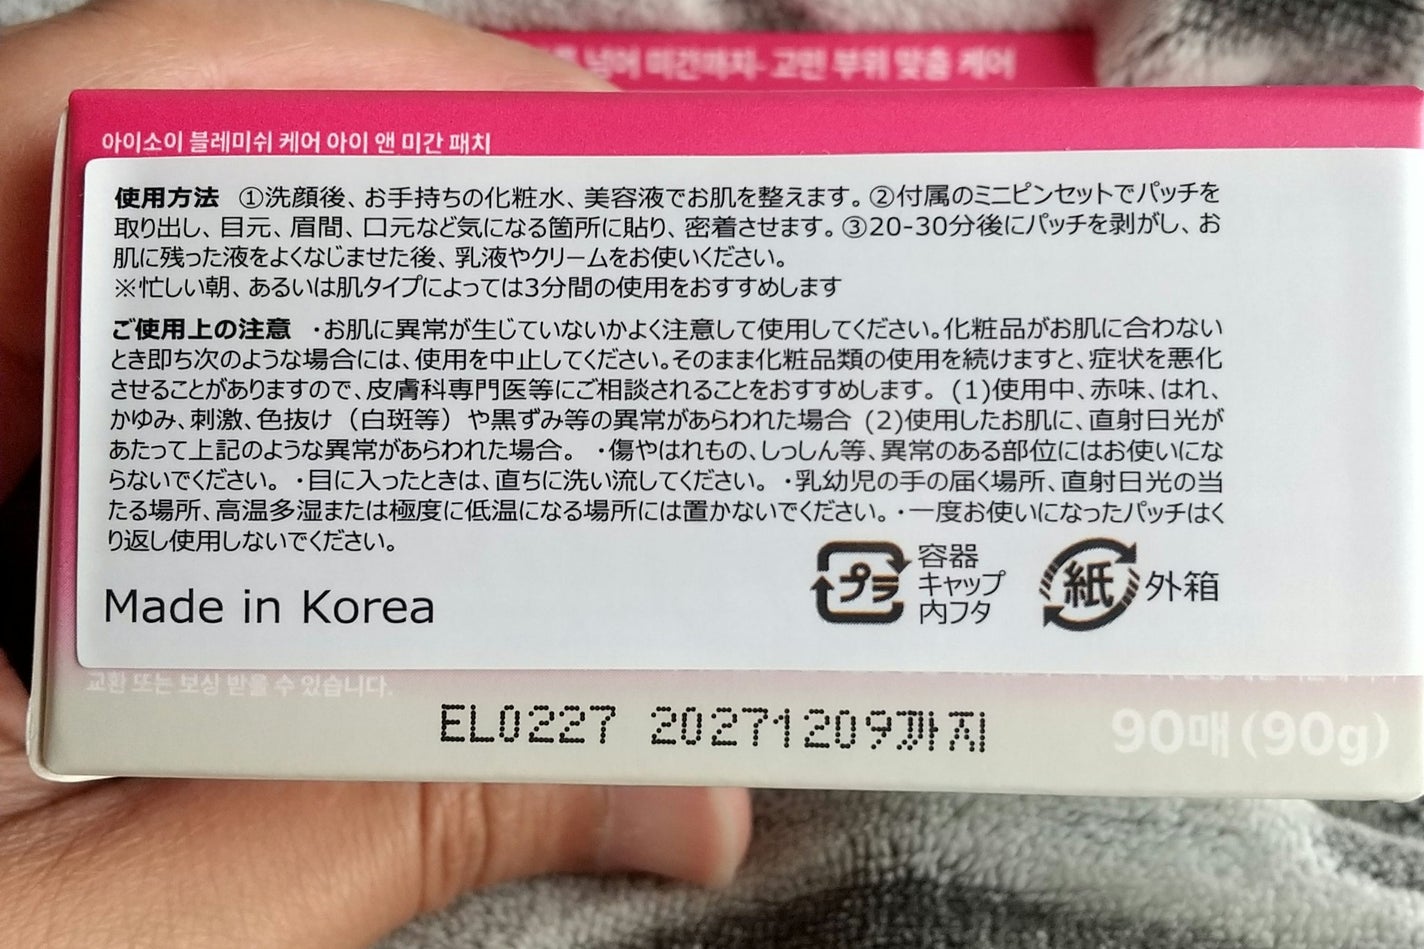 넘어 미간까지- 고민 부위 맞춤 케어
아이소이 블레미쉬 케어 아이 앤 미간 패치
使用方法 ①洗顔後、お手持ちの化粧水、美容液でお肌を整えます。②付属のミニピンセットでパッチを
取り出し、目元、眉間、口元など気になる箇所に貼り、密着させます。③20-30分後にパッチを剥がし、お
肌に残った液をよくなじませた後、乳液やクリームをお使いください。
※忙しい朝、あるいは肌タイプによっては3分間の使用をおすすめします
ご使用上の注意 ・お肌に異常が生じていないかよく注意して使用してください。化粧品がお肌に合わない
とき即ち次のような場合には、使用を中止してください。そのまま化粧品類の使用を続けますと、症状を悪化
させることがありますので、皮膚科専門医等にご相談されることをおすすめします。 (1)使用中、赤味、はれ、
かゆみ、刺激、色抜け（白斑等）や黒ずみ等の異常があらわれた場合 (2)使用したお肌に、直射日光が
あたって上記のような異常があらわれた場合。 ・傷やはれもの、しっしん等、異常のある部位にはお使いにな
らないでください。 ・目に入ったときは、直ちに洗い流してください。 ・乳幼児の手の届く場所、直射日光の当
たる場所、高温多湿または極度に低温になる場所には置かないでください。・一度お使いになったパッチはく
り返し使用しないでください。
Made in Korea
プラ
容器
キャップ
内フタ
紙
外箱
교환 또는 보상 받을 수 있습니다.
EL0227 20271209까지
90매 (90g)